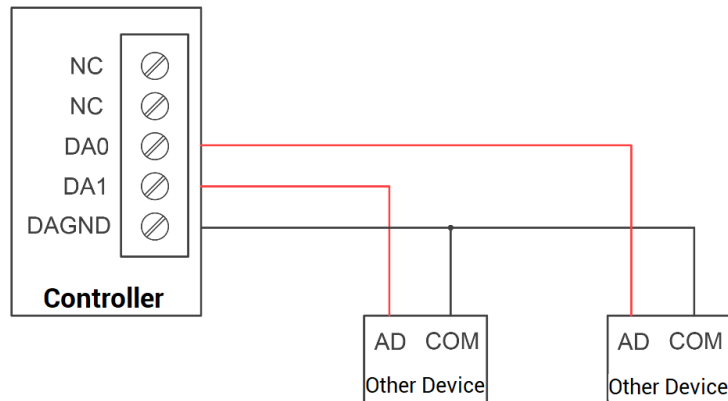 NC
NC
DA0
DA1
DAGND
Controller
AD COM
Other Device
AD COM
Other Device